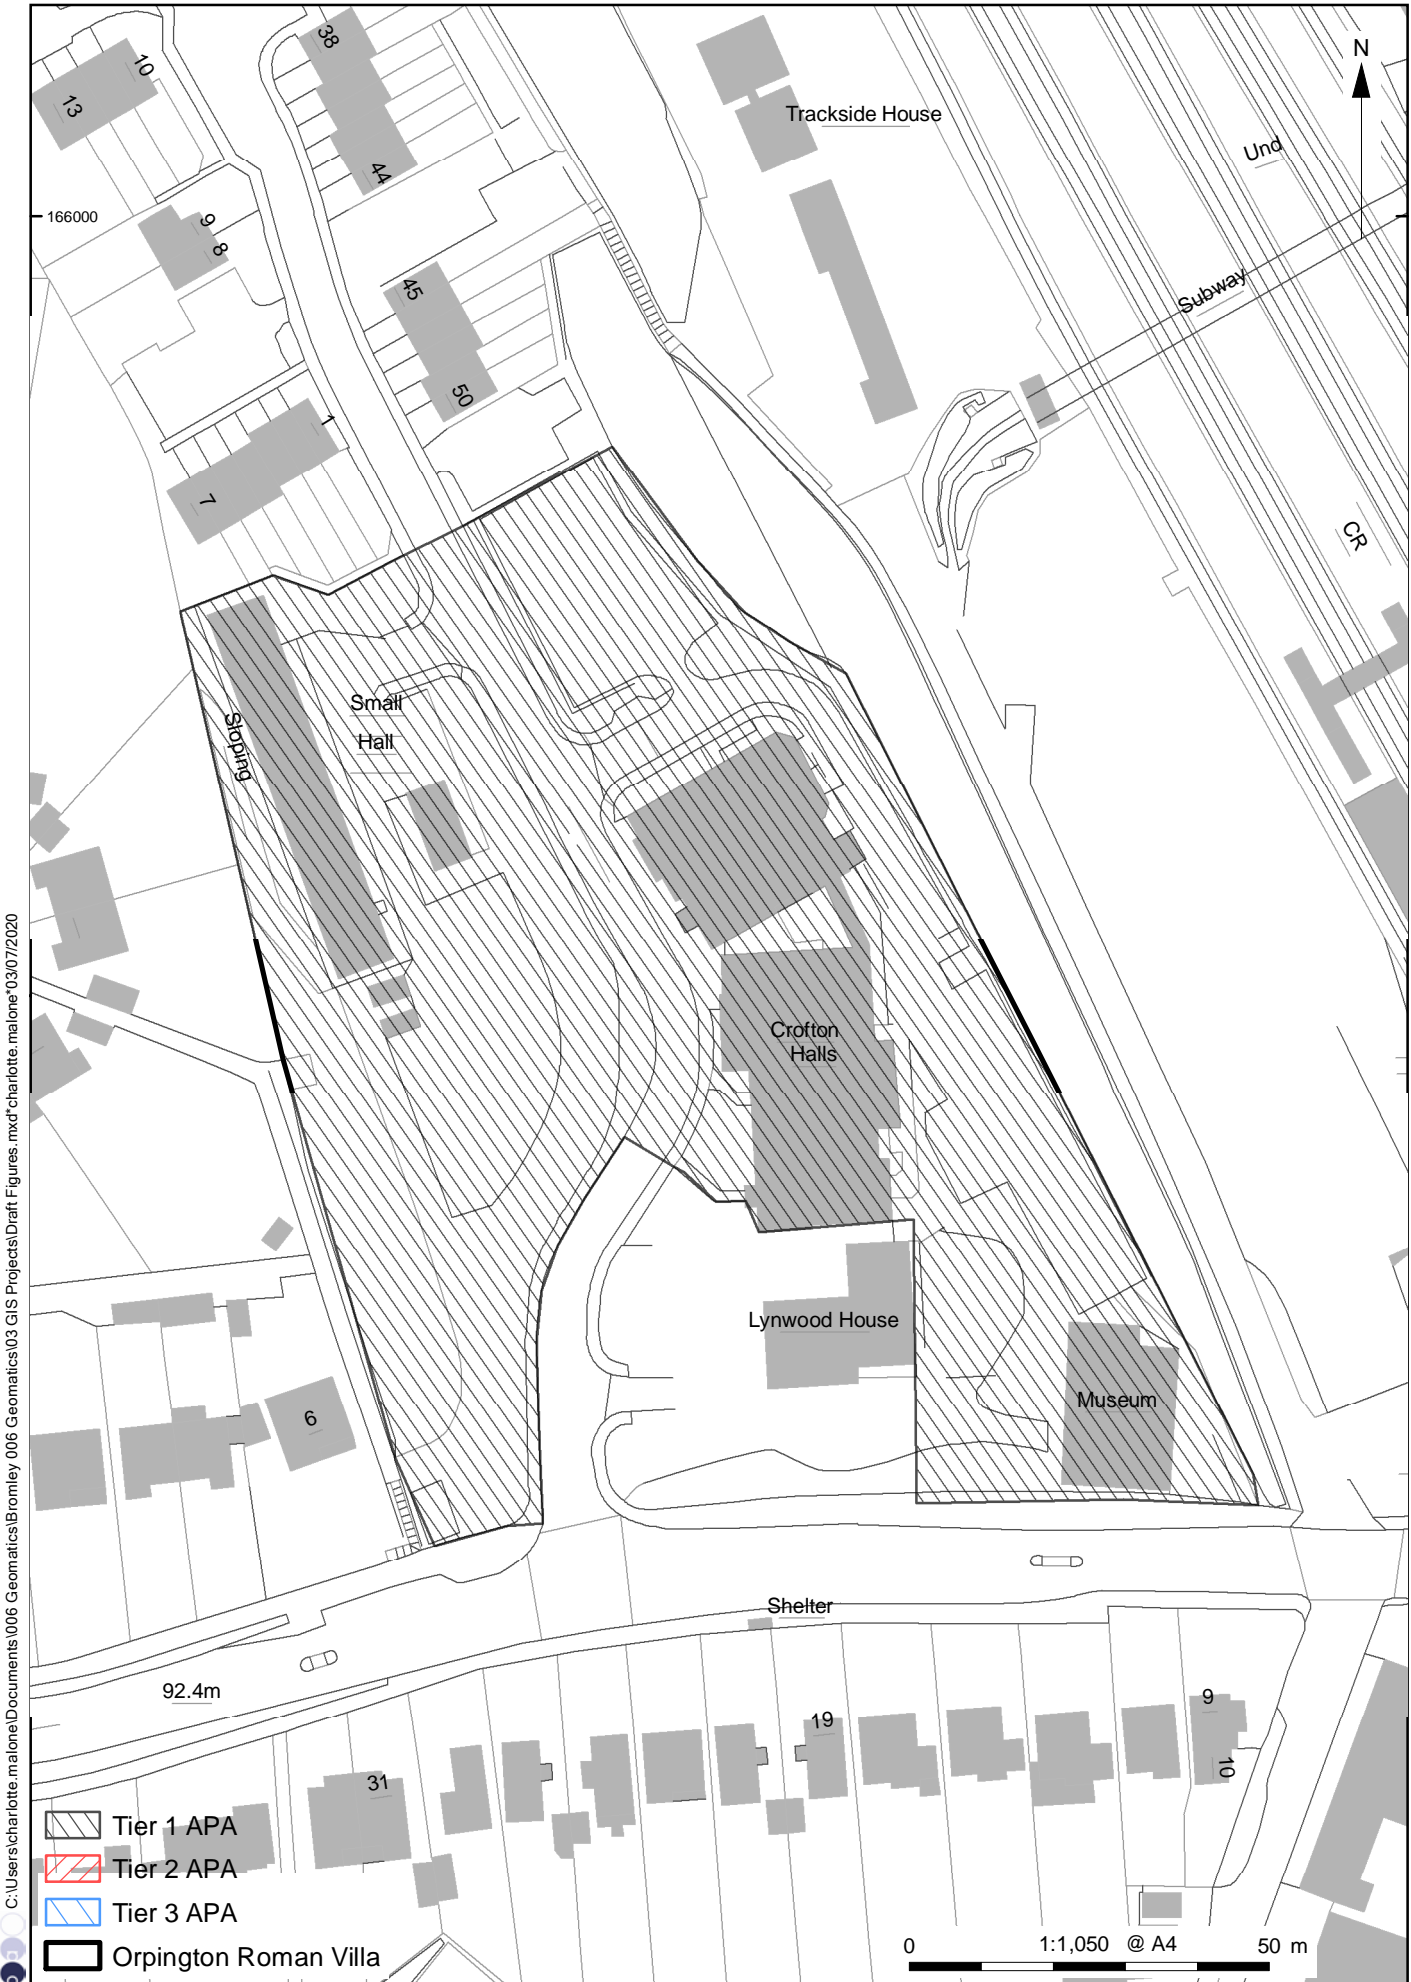 38
10
13
N
Trackside House
Und
44
166000
9
8
45
Subway
50
1
7
CR
Small
Hall
Sloping
Crofton
Halls
Lynwood House
Museum
6
Shelter
92.4m
9
19
10
31
Tier 1 APA
Tier 2 APA
Tier 3 APA
Orpington Roman Villa
0
1:1,050 @ A4
50 m
C:\Users\charlotte.malone\Documents\006 Geomatics\Bromley 006 Geomatics\03 GIS Projects\Draft Figures.mxd*charlotte.malone*03/07/2020